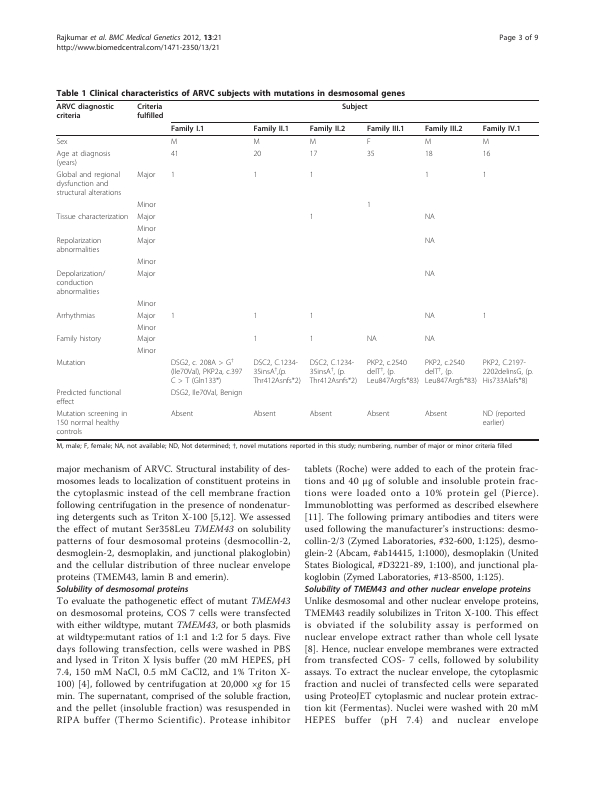 Rajkumar et al. BMC Medical Genetics 2012, 13:21
http://www.biomedcentral.com/1471-2350/13/21
Page 3 of 9
Table 1 Clinical characteristics of ARVC subjects with mutations in desmosomal genes
ARVC diagnostic criteria Criteria fulfilled Subject
Family I.1 Family II.1 Family II.2 Family III.1 Family III.2 Family IV.1
Sex M M M F M M
Age at diagnosis (years) 41 20 17 35 18 16
Global and regional dysfunction and structural alterations Major 1 1 1 1 1
Minor 1
Tissue characterization Major 1 NA
Minor
Repolarization abnormalities Major NA
Minor
Depolarization/ conduction abnormalities Major NA
Minor
Arrhythmias Major 1 1 1 NA 1
Minor
Family history Major 1 1 NA NA
Minor
Mutation DSG2, c. 208A > G† (Ile70Val), PKP2a, c.397 C > T (Gln133*) DSC2, C.1234-35insA†,(p. Thr412Asnfs*2) DSC2, C.1234-35insA†, (p. Thr412Asnfs*2) PKP2, c.2540 delT†, (p. Leu847Argfs*83) PKP2, c.2540 delT†, (p. Leu847Argfs*83) PKP2, C.2197-2202delinsG, (p. His733Alafs*8)
Predicted functional effect DSG2, Ile70Val, Benign
Mutation screening in 150 normal healthy controls Absent Absent Absent Absent Absent ND (reported earlier)
M, male; F, female; NA, not available; ND, Not determined; †, novel mutations reported in this study; numbering, number of major or minor criteria filled
major mechanism of ARVC. Structural instability of des-
mosomes leads to localization of constituent proteins in
the cytoplasmic instead of the cell membrane fraction
following centrifugation in the presence of nondenatur-
ing detergents such as Triton X-100 [5,12]. We assessed
the effect of mutant Ser358Leu TMEM43 on solubility
patterns of four desmosomal proteins (desmocollin-2,
desmoglein-2, desmoplakin, and junctional plakoglobin)
and the cellular distribution of three nuclear envelope
proteins (TMEM43, lamin B and emerin).
Solubility of desmosomal proteins
To evaluate the pathogenetic effect of mutant TMEM43
on desmosomal proteins, COS 7 cells were transfected
with either wildtype, mutant TMEM43, or both plasmids
at wildtype:mutant ratios of 1:1 and 1:2 for 5 days. Five
days following transfection, cells were washed in PBS
and lysed in Triton X lysis buffer (20 mM HEPES, pH
7.4, 150 mM NaCl, 0.5 mM CaCl2, and 1% Triton X-
100) [4], followed by centrifugation at 20,000 ×g for 15
min. The supernatant, comprised of the soluble fraction,
and the pellet (insoluble fraction) was resuspended in
RIPA buffer (Thermo Scientific). Protease inhibitor
tablets (Roche) were added to each of the protein frac-
tions and 40 μg of soluble and insoluble protein frac-
tions were loaded onto a 10% protein gel (Pierce).
Immunoblotting was performed as described elsewhere
[11]. The following primary antibodies and titers were
used following the manufacturer's instructions: desmo-
collin-2/3 (Zymed Laboratories, #32-600, 1:125), desmo-
glein-2 (Abcam, #ab14415, 1:1000), desmoplakin (United
States Biological, #D3221-89, 1:100), and junctional pla-
koglobin (Zymed Laboratories, #13-8500, 1:125).
Solubility of TMEM43 and other nuclear envelope proteins
Unlike desmosomal and other nuclear envelope proteins,
TMEM43 readily solubilizes in Triton X-100. This effect
is obviated if the solubility assay is performed on
nuclear envelope extract rather than whole cell lysate
[8]. Hence, nuclear envelope membranes were extracted
from transfected COS- 7 cells, followed by solubility
assays. To extract the nuclear envelope, the cytoplasmic
fraction and nuclei of transfected cells were separated
using ProteoJET cytoplasmic and nuclear protein extrac-
tion kit (Fermentas). Nuclei were washed with 20 mM
HEPES buffer (pH 7.4) and nuclear envelope